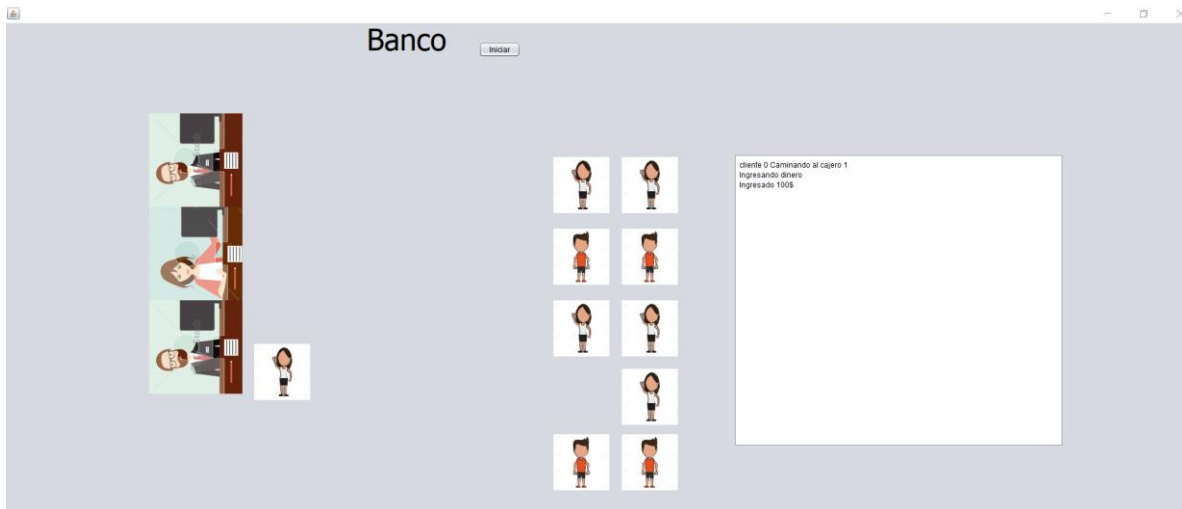 Banco
Iniciar
cliente 0 Caminando al cajero 1
Ingresando dinero
Ingresado 100$